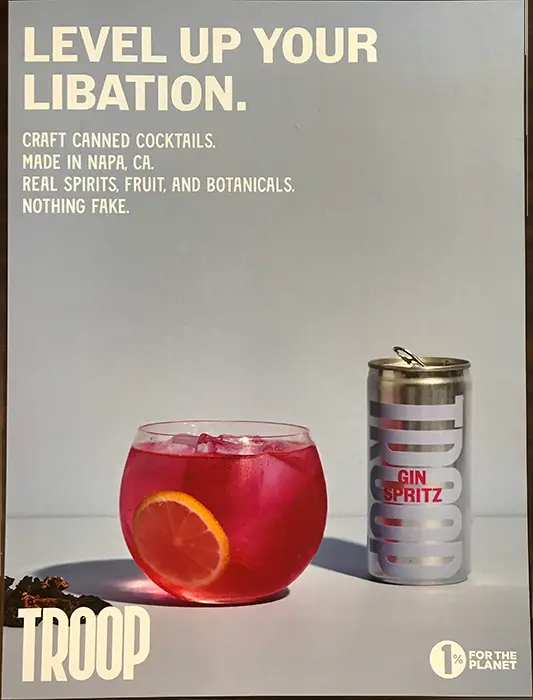 LEVEL UP YOUR
LIBATION.
CRAFT CANNED COCKTAILS.
MADE IN NAPA, CA.
REAL SPIRITS, FRUIT, AND BOTANICALS.
NOTHING FAKE.
TROOP
GIN
SPRITZ
TROOP
1%
FOR THE
PLANET